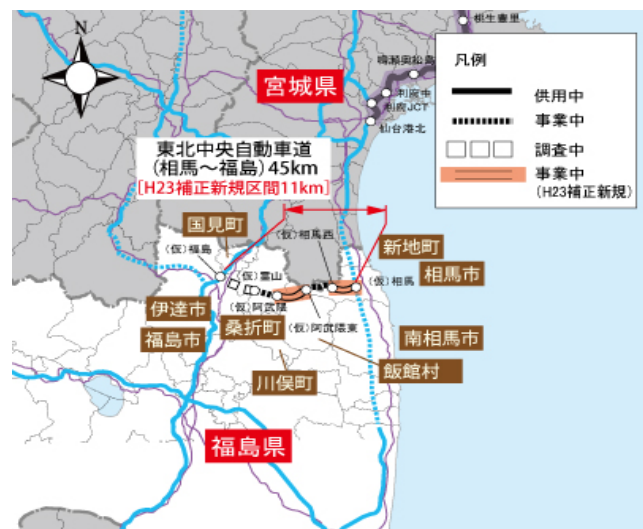 N
桃生豊里
鳴瀬奥松島
利府中
利府JCT
仙台港北
宮城県
凡例
供用中
事業中
調査中
事業中
(H23補正新規)
東北中央自動車道
(相馬～福島)45km
[H23補正新規区間11km]
国見町
(仮)福島
(仮)霊山
(仮)相馬西
新地町
(仮)相馬
相馬市
伊達市
(仮)阿武隈
福島市
桑折町
(仮)阿武隈東
南相馬市
飯館村
川俣町
福島県